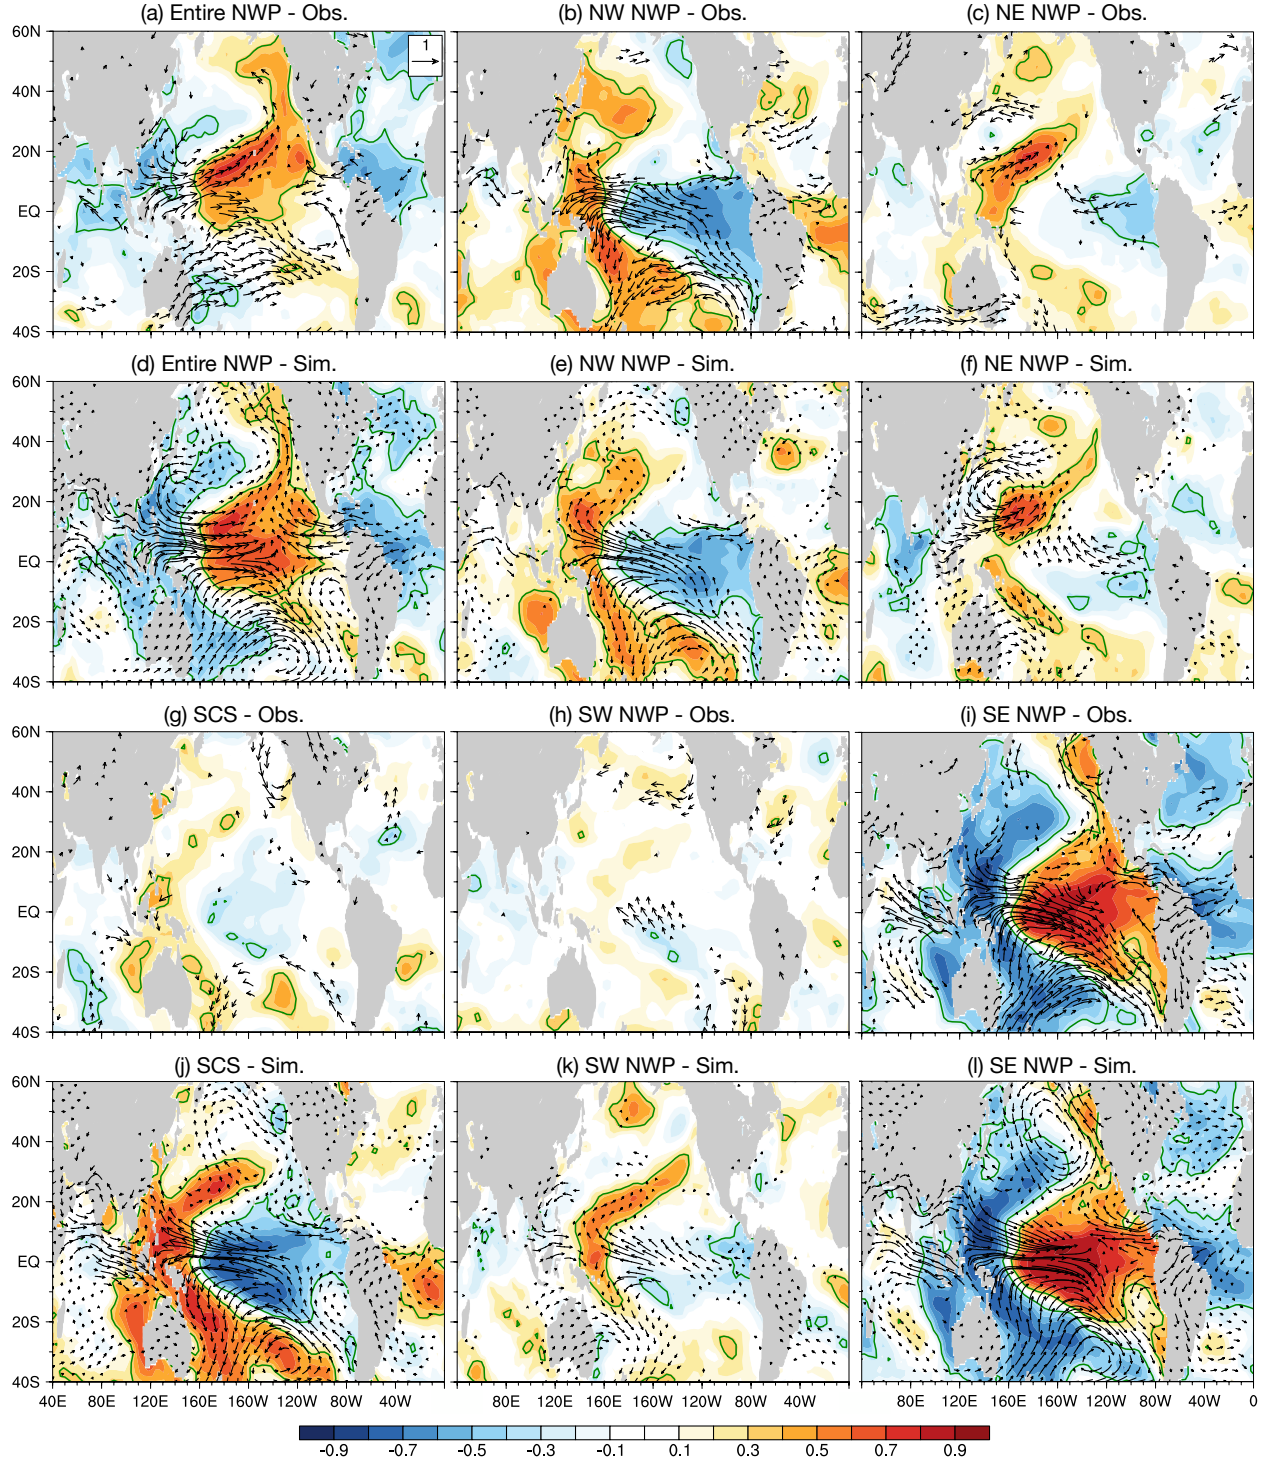 (a) Entire NWP - Obs. (b) NW NWP - Obs. (c) NE NWP - Obs.
60N
1
40N
20N
EQ
20S
40S
(d) Entire NWP - Sim. (e) NW NWP - Sim. (f) NE NWP - Sim.
60N
40N
20N
EQ
20S
40S
(g) SCS - Obs. (h) SW NWP - Obs. (i) SE NWP - Obs.
60N
40N
20N
EQ
20S
40S
(j) SCS - Sim. (k) SW NWP - Sim. (l) SE NWP - Sim.
60N
40N
20N
EQ
20S
40S
40E 80E 120E 160E 160W 120W 80W 40W 80E 120E 160E 160W 120W 80W 40W 80E 120E 160E 160W 120W 80W 40W 0
-0.9 -0.7 -0.5 -0.3 -0.1 0.1 0.3 0.5 0.7 0.9